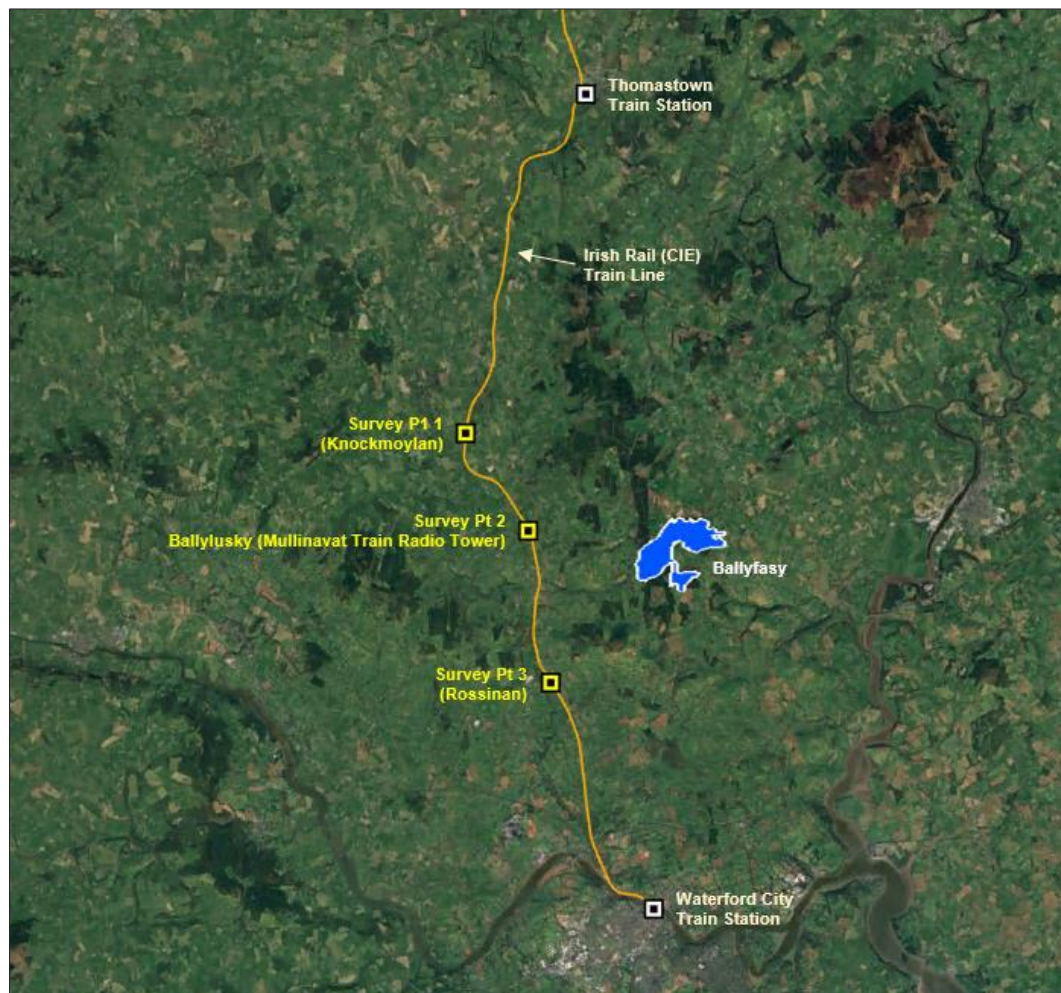 Thomastown
Train Station
Irish Rail (CIE)
Train Line
Survey P1 1
(Knockmoylan)
Survey Pt 2
Ballylusky (Mullinavat Train Radio Tower)
Ballyfasy
Survey Pt 3
(Rossinan)
Waterford City
Train Station